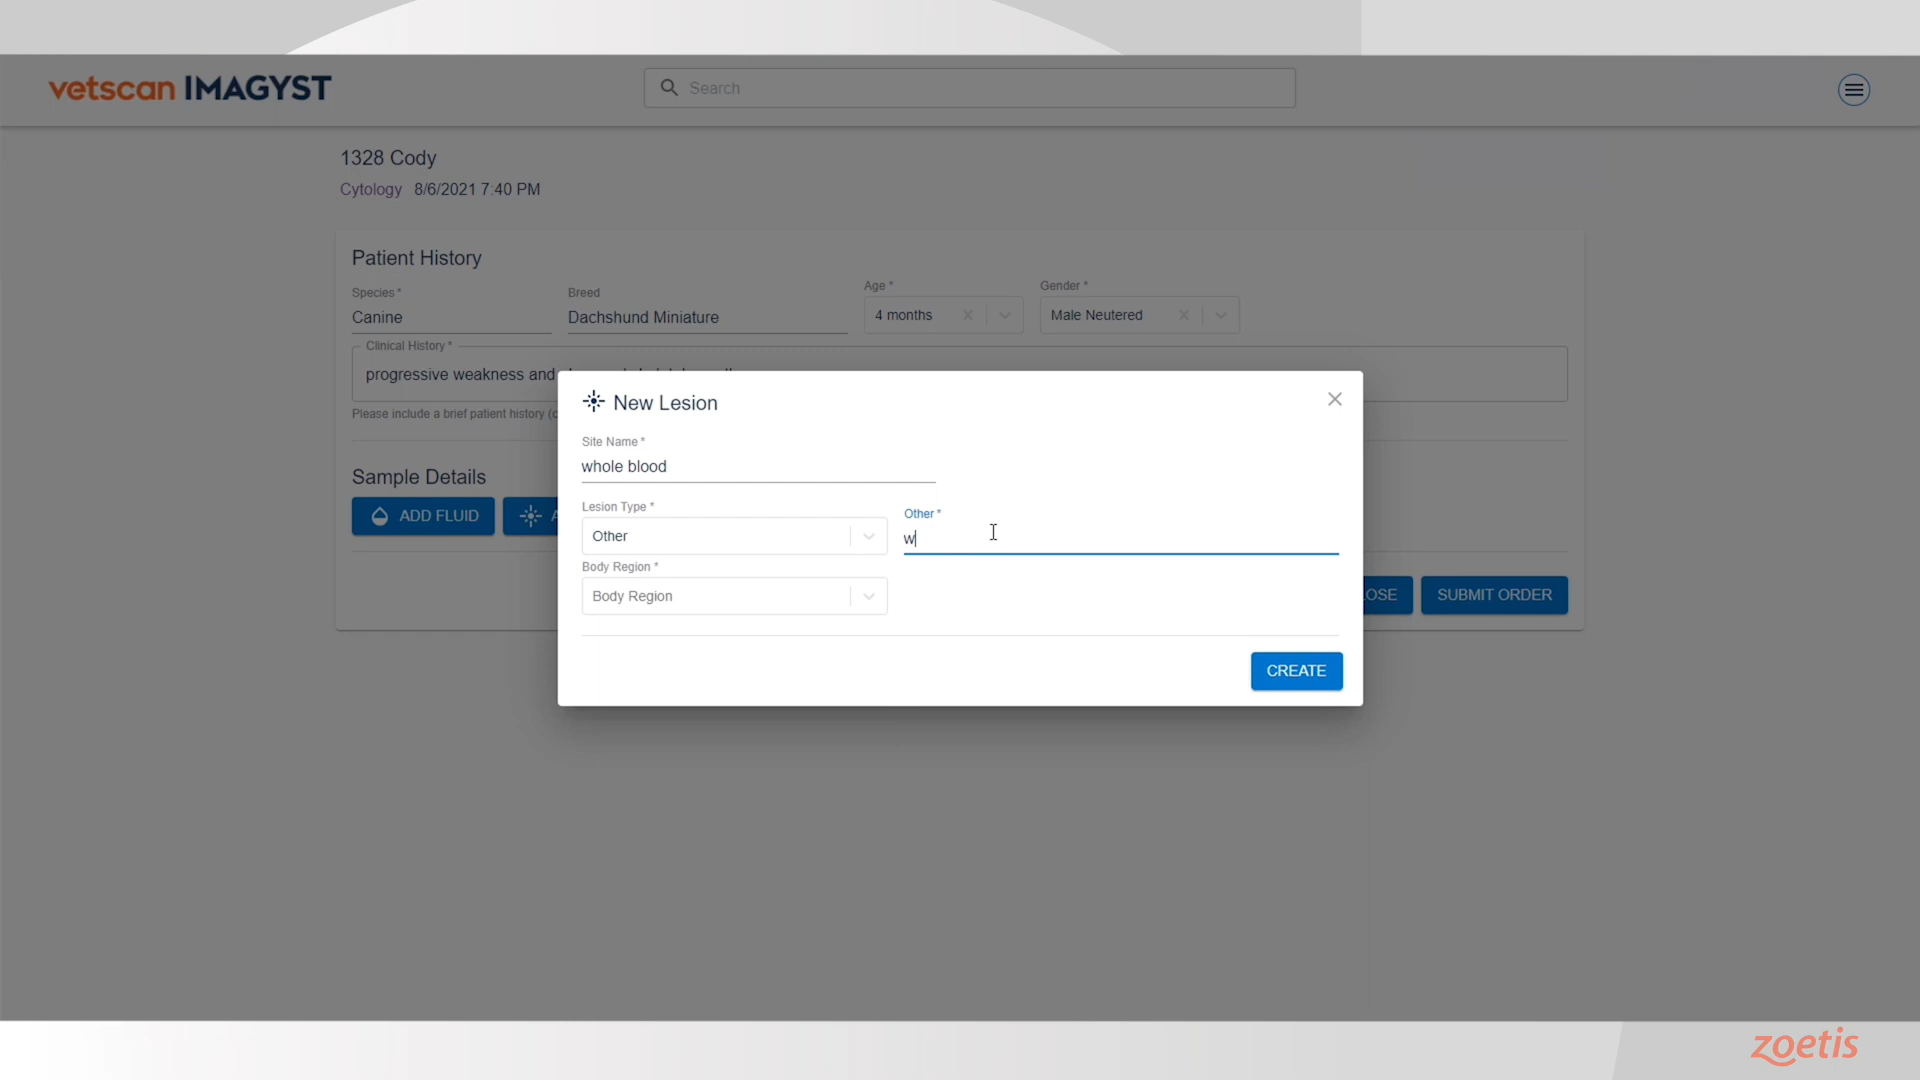 vetscan IMAGYST
Search
1328 Cody
Cytology 8/6/2021 7:40 PM
Patient History
Species *
Breed
Age *
Gender *
Canine
Dachshund Miniature
4 months
Male Neutered
Clinical History *
progressive weakness and
Please include a brief patient history
Sample Details
ADD FLUID
New Lesion
Site Name *
whole blood
Lesion Type *
Other *
Other
w
Body Region *
Body Region
SUBMIT ORDER
CREATE
zoetis